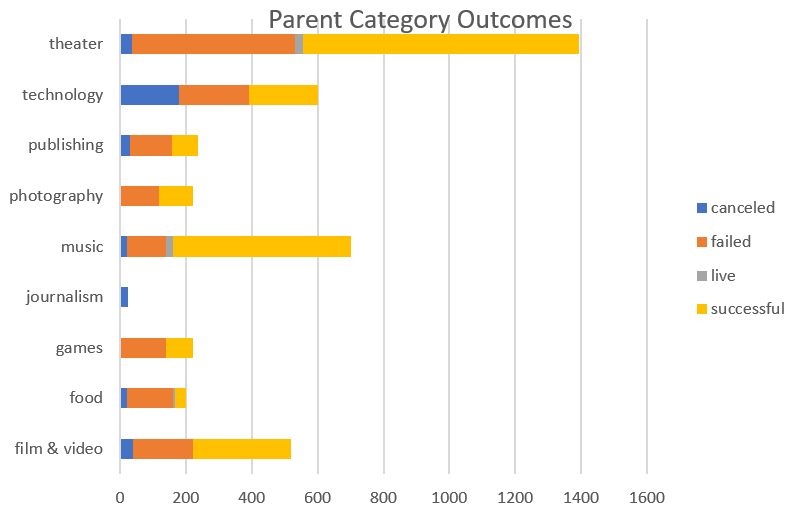 Parent Category Outcomes
theater
technology
publishing
photography
music
journalism
games
food
film & video
0 200 400 600 800 1000 1200 1400 1600
canceled
failed
live
successful